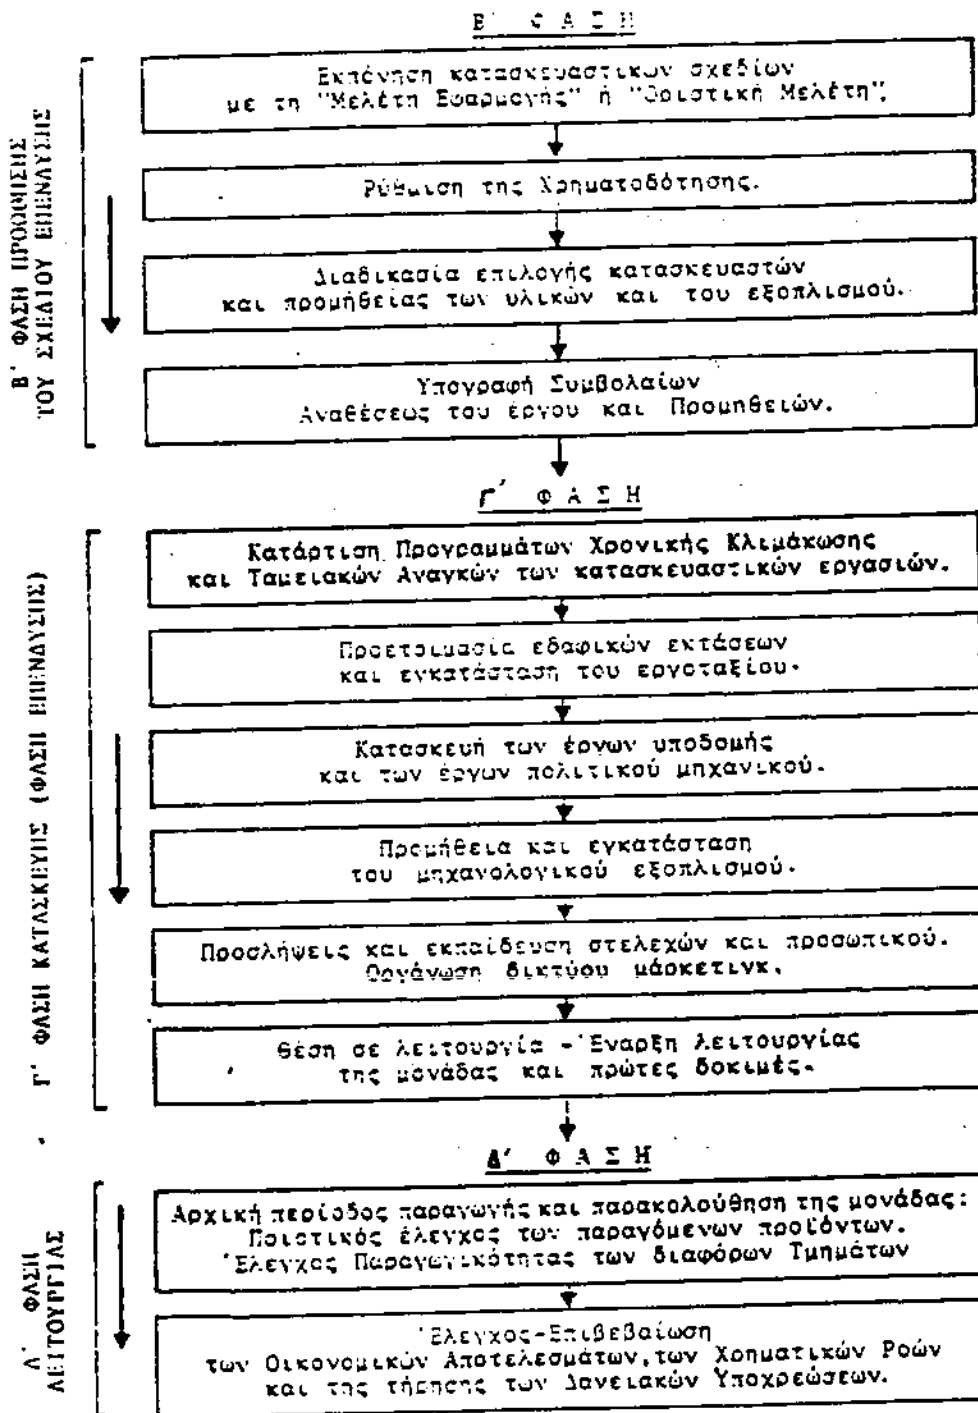 Β' ΦΑΣΗ
Β' ΦΑΣΗ ΠΡΟΩΘΗΣΗΣ
ΤΟΥ ΣΧΕΔΙΟΥ ΕΠΕΝΔΥΣΗΣ
Εκπόνηση κατασκευαστικών σχεδίων
με τη "Μελέτη Εφαρμογής" ή "Οριστική Μελέτη".
Ρύθμιση της Χρηματοδότησης.
Διαδικασία επιλογής κατασκευαστών
και προμήθειας των υλικών και του εξοπλισμού.
Υπογραφή Συμβολαίων
Αναθέσεως του έργου και Προμηθειών.
Γ' ΦΑΣΗ
Γ' ΦΑΣΗ ΚΑΤΑΣΚΕΥΗΣ (ΦΑΣΗ ΕΠΕΝΔΥΣΗΣ)
Κατάρτιση Προγραμμάτων Χρονικής Κλιμάκωσης
και Ταμειακών Αναγκών των κατασκευαστικών εργασιών.
Προετοιμασία εδαφικών εκτάσεων
και εγκατάσταση του εργοταξίου.
Κατασκευή των έργων υποδομής
και των έργων πολιτικού μηχανικού.
Προμήθεια και εγκατάσταση
του μηχανολογικού εξοπλισμού.
Προσλήψεις και εκπαίδευση στελεχών και προσωπικού.
Οργάνωση δικτύου μάρκετινγκ.
Θέση σε λειτουργία - Έναρξη λειτουργίας
της μονάδας και πρώτες δοκιμές.
Δ' ΦΑΣΗ
Δ' ΦΑΣΗ
ΛΕΙΤΟΥΡΓΙΑΣ
Αρχική περίοδος παραγωγής και παρακολούθηση της μονάδας:
Ποιοτικός έλεγχος των παραγόμενων προϊόντων.
Έλεγχος Παραγωγικότητας των διαφόρων Τμημάτων
Έλεγχος-Επιβεβαίωση
των Οικονομικών Αποτελεσμάτων, των Χρηματικών Ροών
και της τήρησης των Δανειακών Υποχρεώσεων.